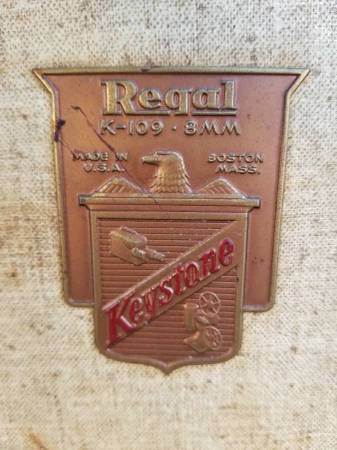 Regal
K-109 · 8MM
MADE IN
U.S.A.
BOSTON
MASS.
Keystone